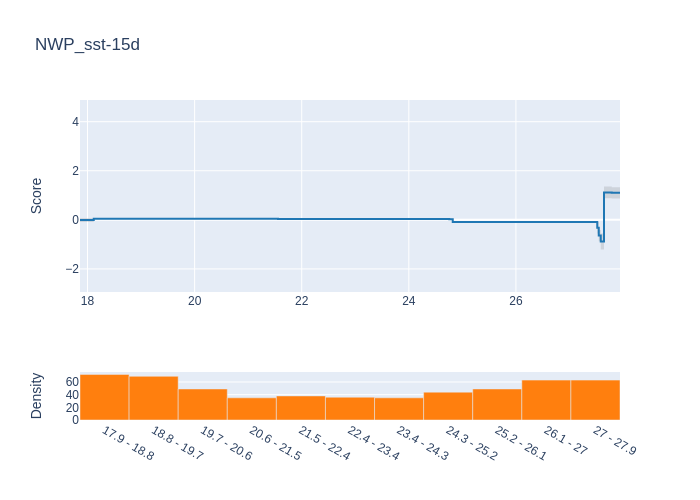 NWP_sst-15d
Score
4
2
0
−2
18 20 22 24 26
Density
60
40
20
0
17.9 - 18.8
18.8 - 19.7
19.7 - 20.6
20.6 - 21.5
21.5 - 22.4
22.4 - 23.4
23.4 - 24.3
24.3 - 25.2
25.2 - 26.1
26.1 - 27
27 - 27.9